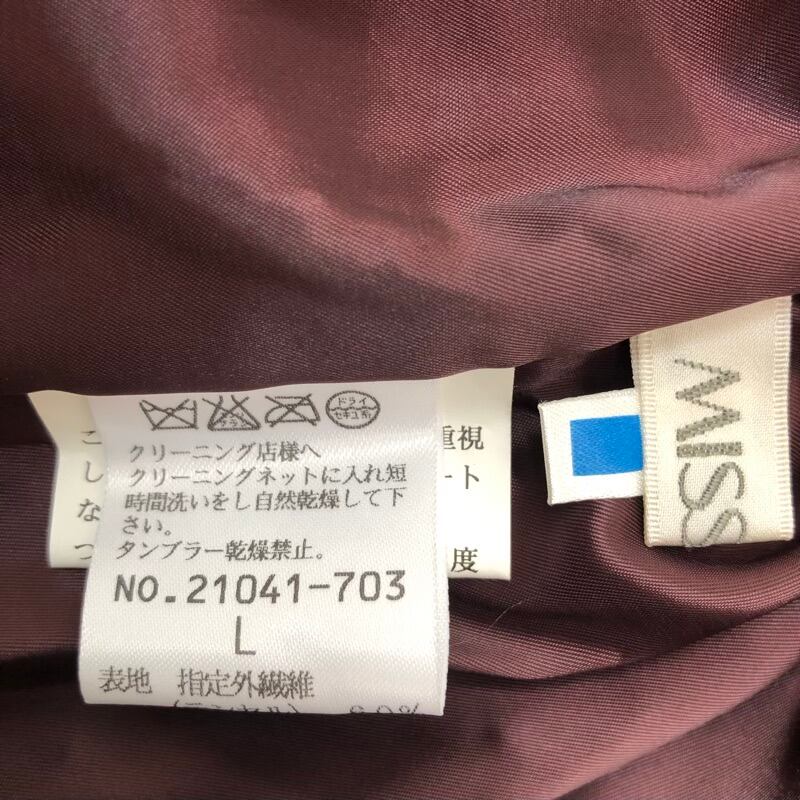 ドライ
セキユ系
クリーニング店様へ
クリーニングネットに入れ短
時間洗いをし自然乾燥して下
さい。
タンブラー乾燥禁止。
NO.21041-703
L
表地 指定外繊維
こ
し
な
つ
重視
ート
度
MISS